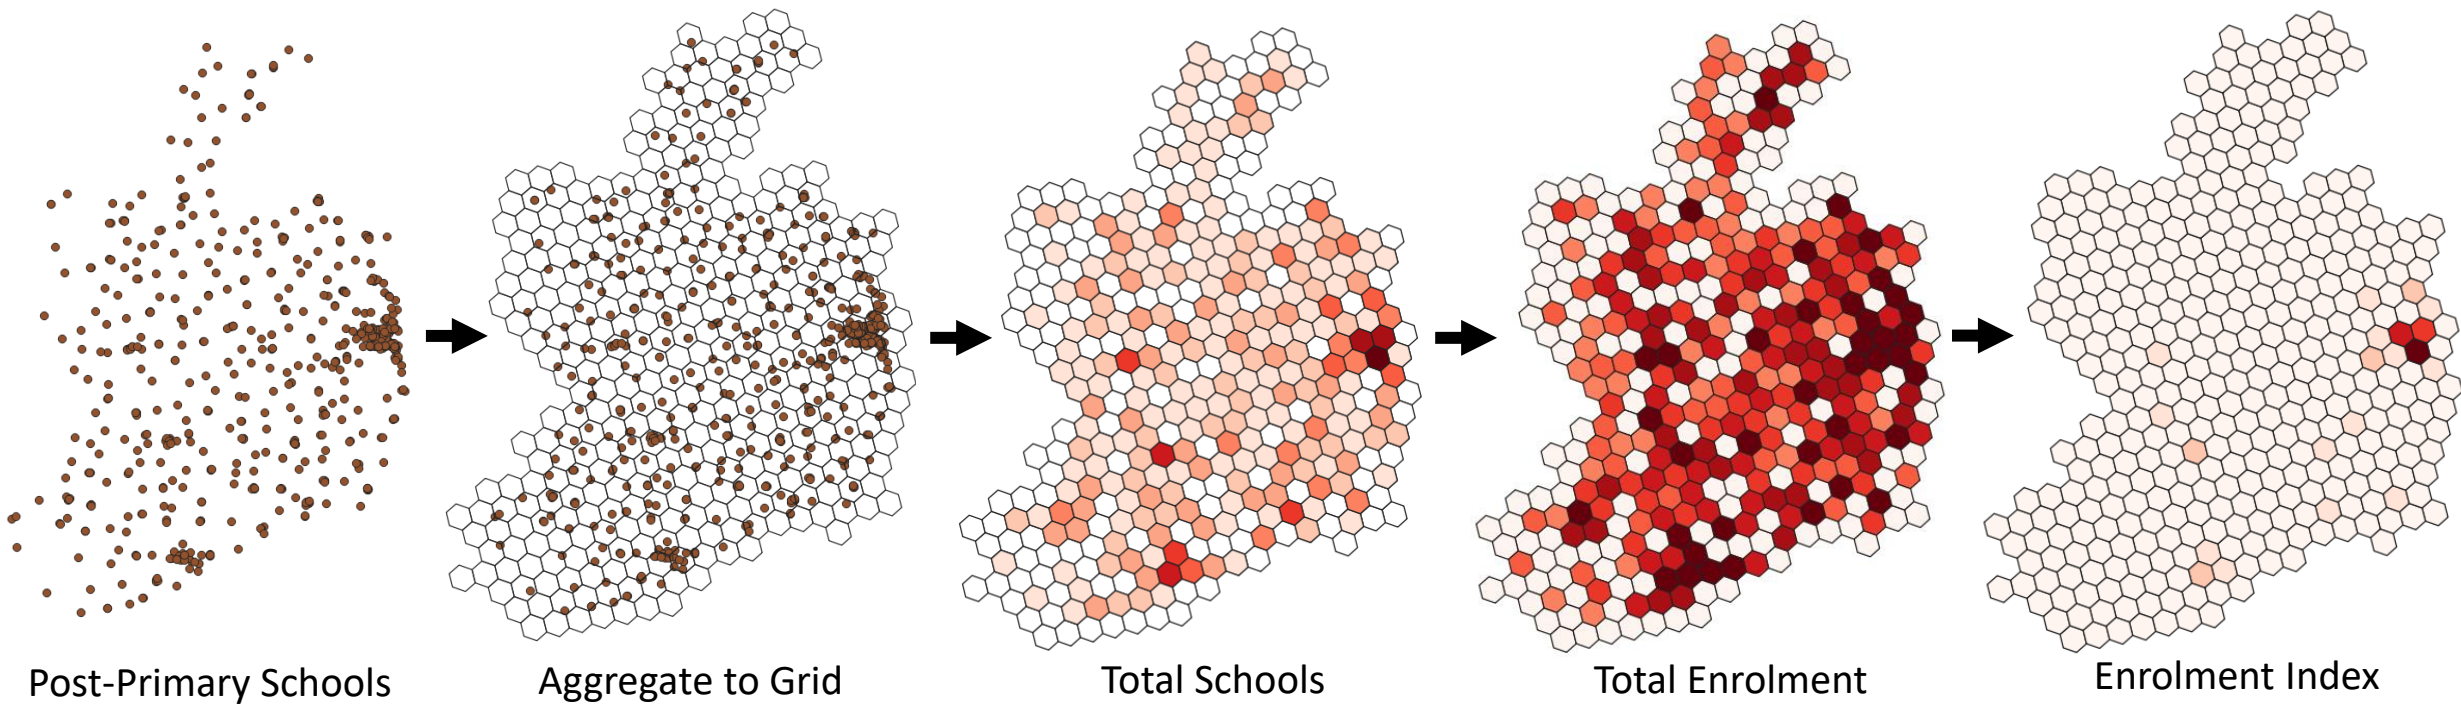 Post-Primary Schools
Aggregate to Grid
Total Schools
Total Enrolment
Enrolment Index